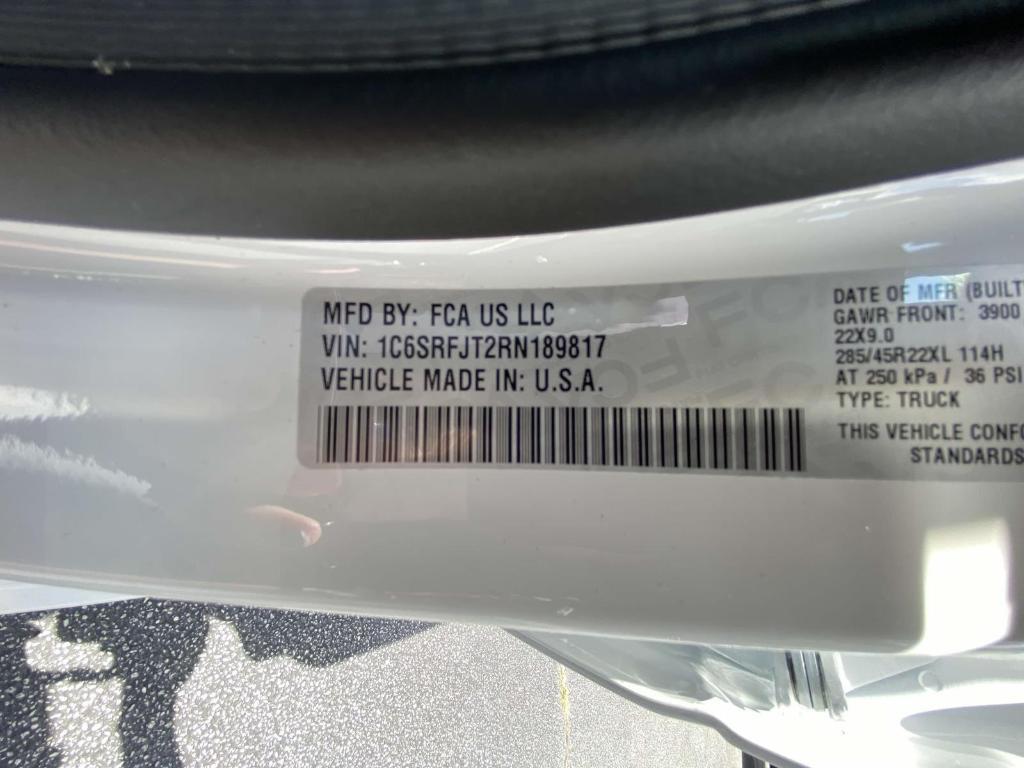 MFD BY: FCA US LLC
VIN: 1C6SRFJT2RN189817
VEHICLE MADE IN: U.S.A.
DATE OF MFR (BUILT
GAWR FRONT: 3900
22X9.0
285/45R22XL 114H
AT 250 kPa / 36 PSI
TYPE: TRUCK
THIS VEHICLE CONFO
STANDARDS